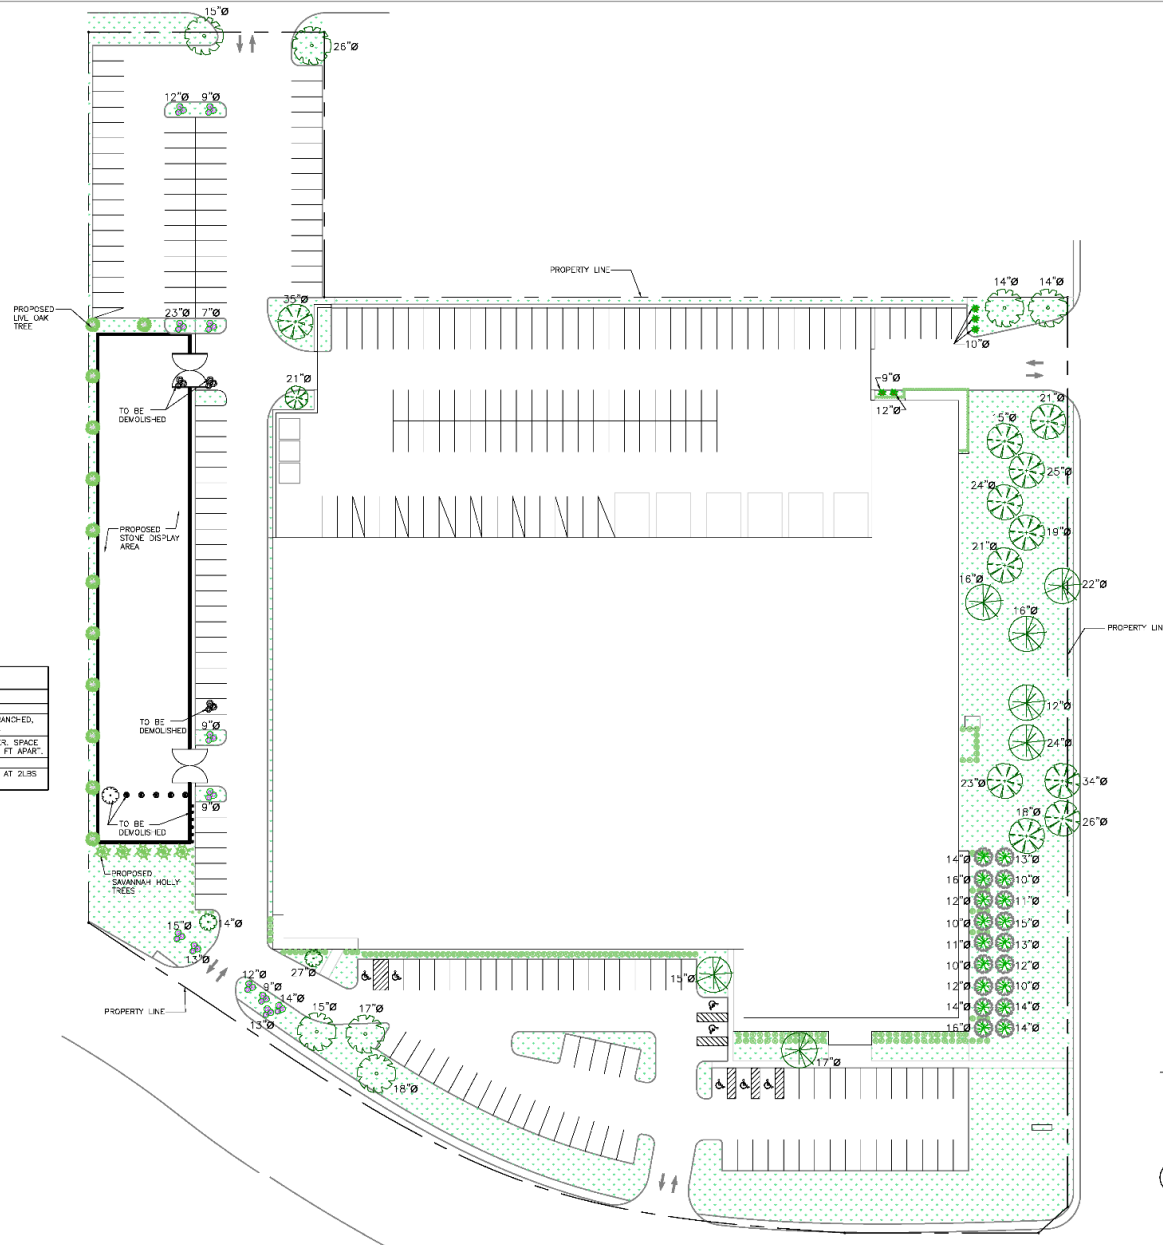 15"Ø
26"Ø
12"Ø 9"Ø
PROPERTY LINE
PROPOSED
LIVE OAK
TREE
23"Ø 7"Ø
35"Ø
14"Ø 14"Ø
10"Ø
21"Ø
9"Ø
12"Ø
TO BE
DEMOLISHED
21"Ø
15"Ø
25"Ø
24"Ø
PROPOSED
STONE DISPLAY
AREA
19"Ø
21"Ø
16"Ø
22"Ø
16"Ø
PROPERTY LIN
RANCHED,
ER. SPACE
FT APART.
AT 2LBS
TO BE
DEMOLISHED
9"Ø
12"Ø
24"Ø
23"Ø
34"Ø
9"Ø
18"Ø
26"Ø
TO BE
DEMOLISHED
14"Ø 13"Ø
PROPOSED
SAVANNAH HOLLY
TREES
16"Ø 10"Ø
12"Ø 11"Ø
10"Ø 15"Ø
15"Ø
14"Ø
13"Ø
11"Ø 13"Ø
10"Ø 12"Ø
27"Ø
15"Ø
12"Ø
9"Ø
14"Ø
13"Ø
12"Ø 10"Ø
PROPERTY LINE
15"Ø
17"Ø
14"Ø 14"Ø
16"Ø 14"Ø
17"Ø
18"Ø